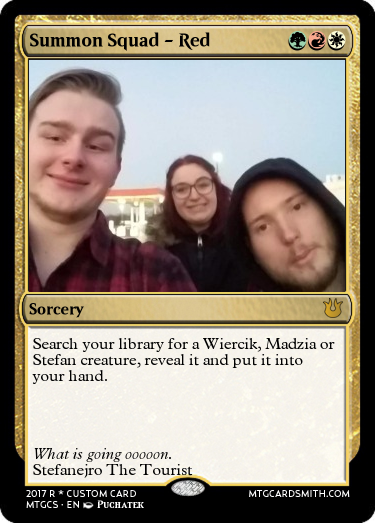 Summon Squad – Red
Sorcery
Search your library for a Wiercik, Madzia or
Stefan creature, reveal it and put it into
your hand.
What is going ooooon.
Stefanejro The Tourist
2017 R * CUSTOM CARD
MTGCS · EN PUCHATEK
MTGCARDSMITH.COM